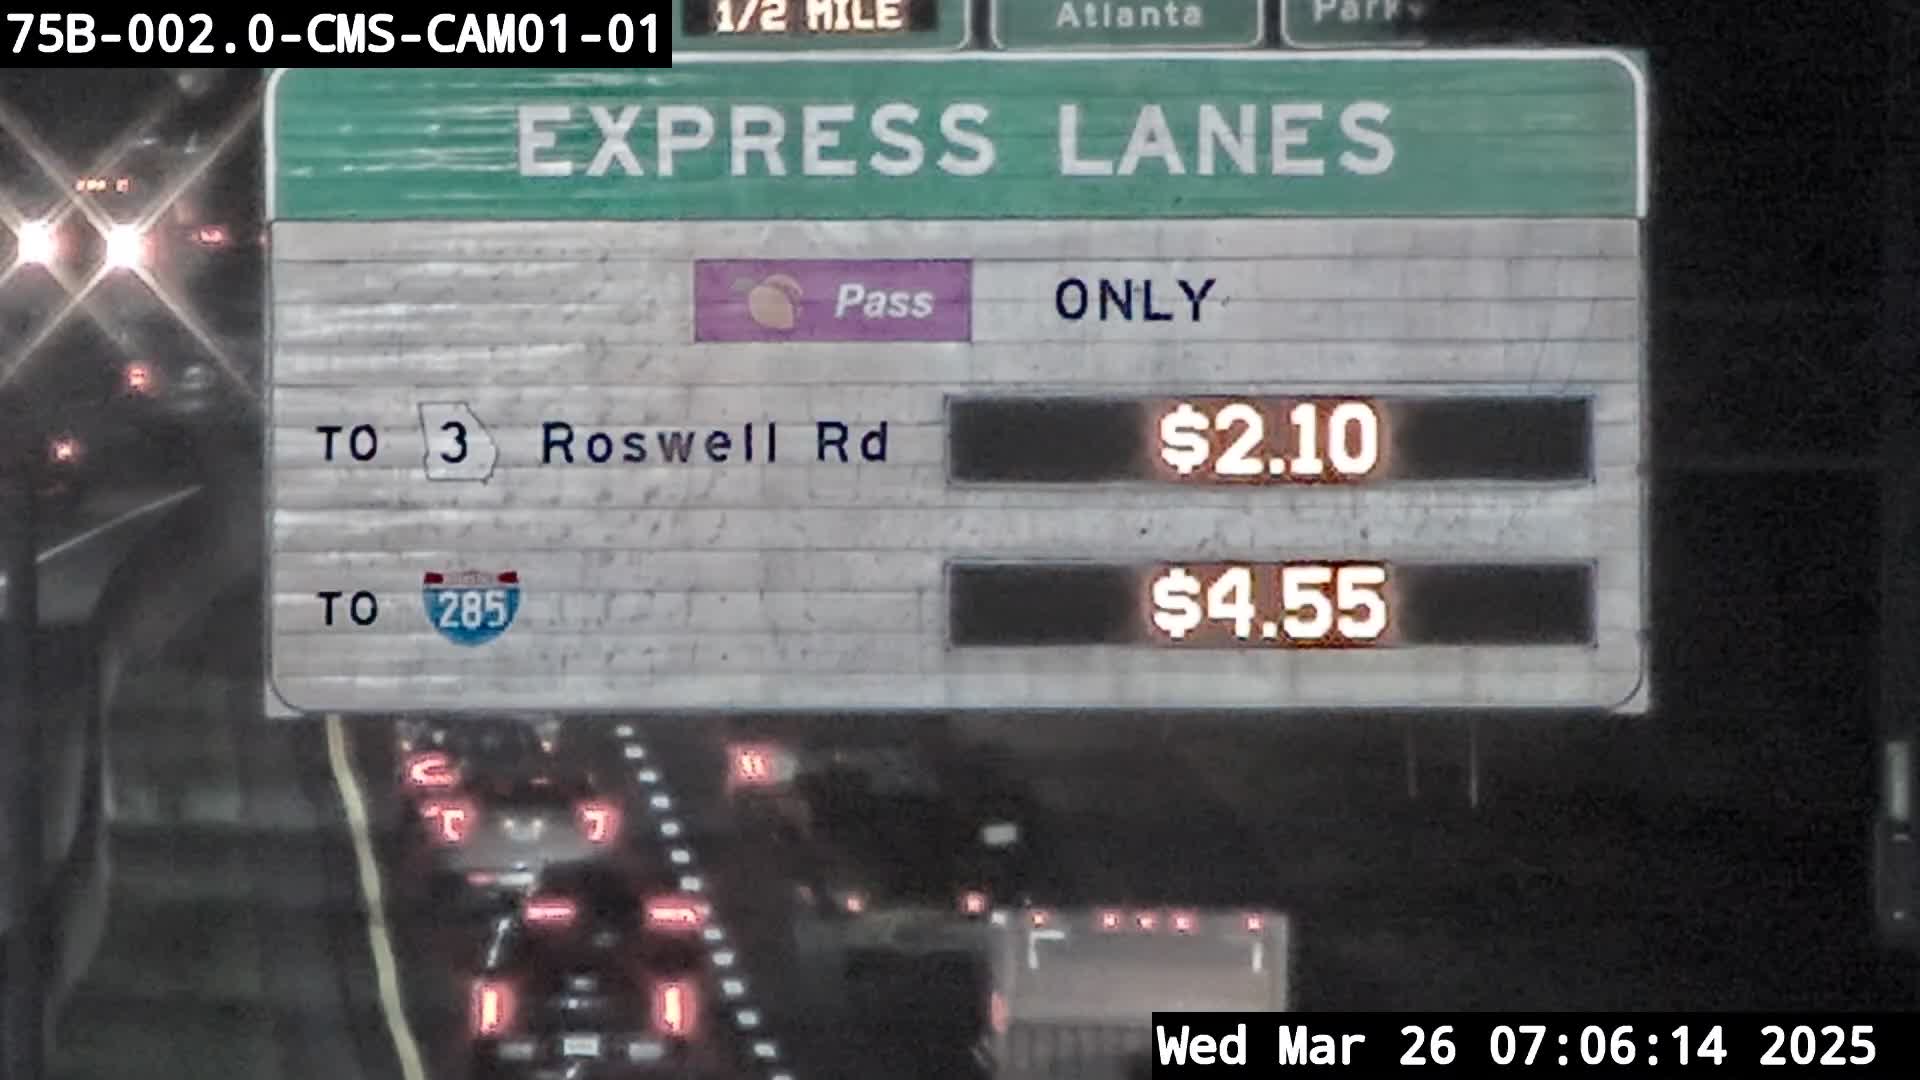 75B-002.0-CMS-CAM01-01
1/2 MILE
Atlanta
EXPRESS LANES
Pass ONLY
TO 3 Roswell Rd $2.10
TO 285 $4.55
Wed Mar 26 07:06:14 2025